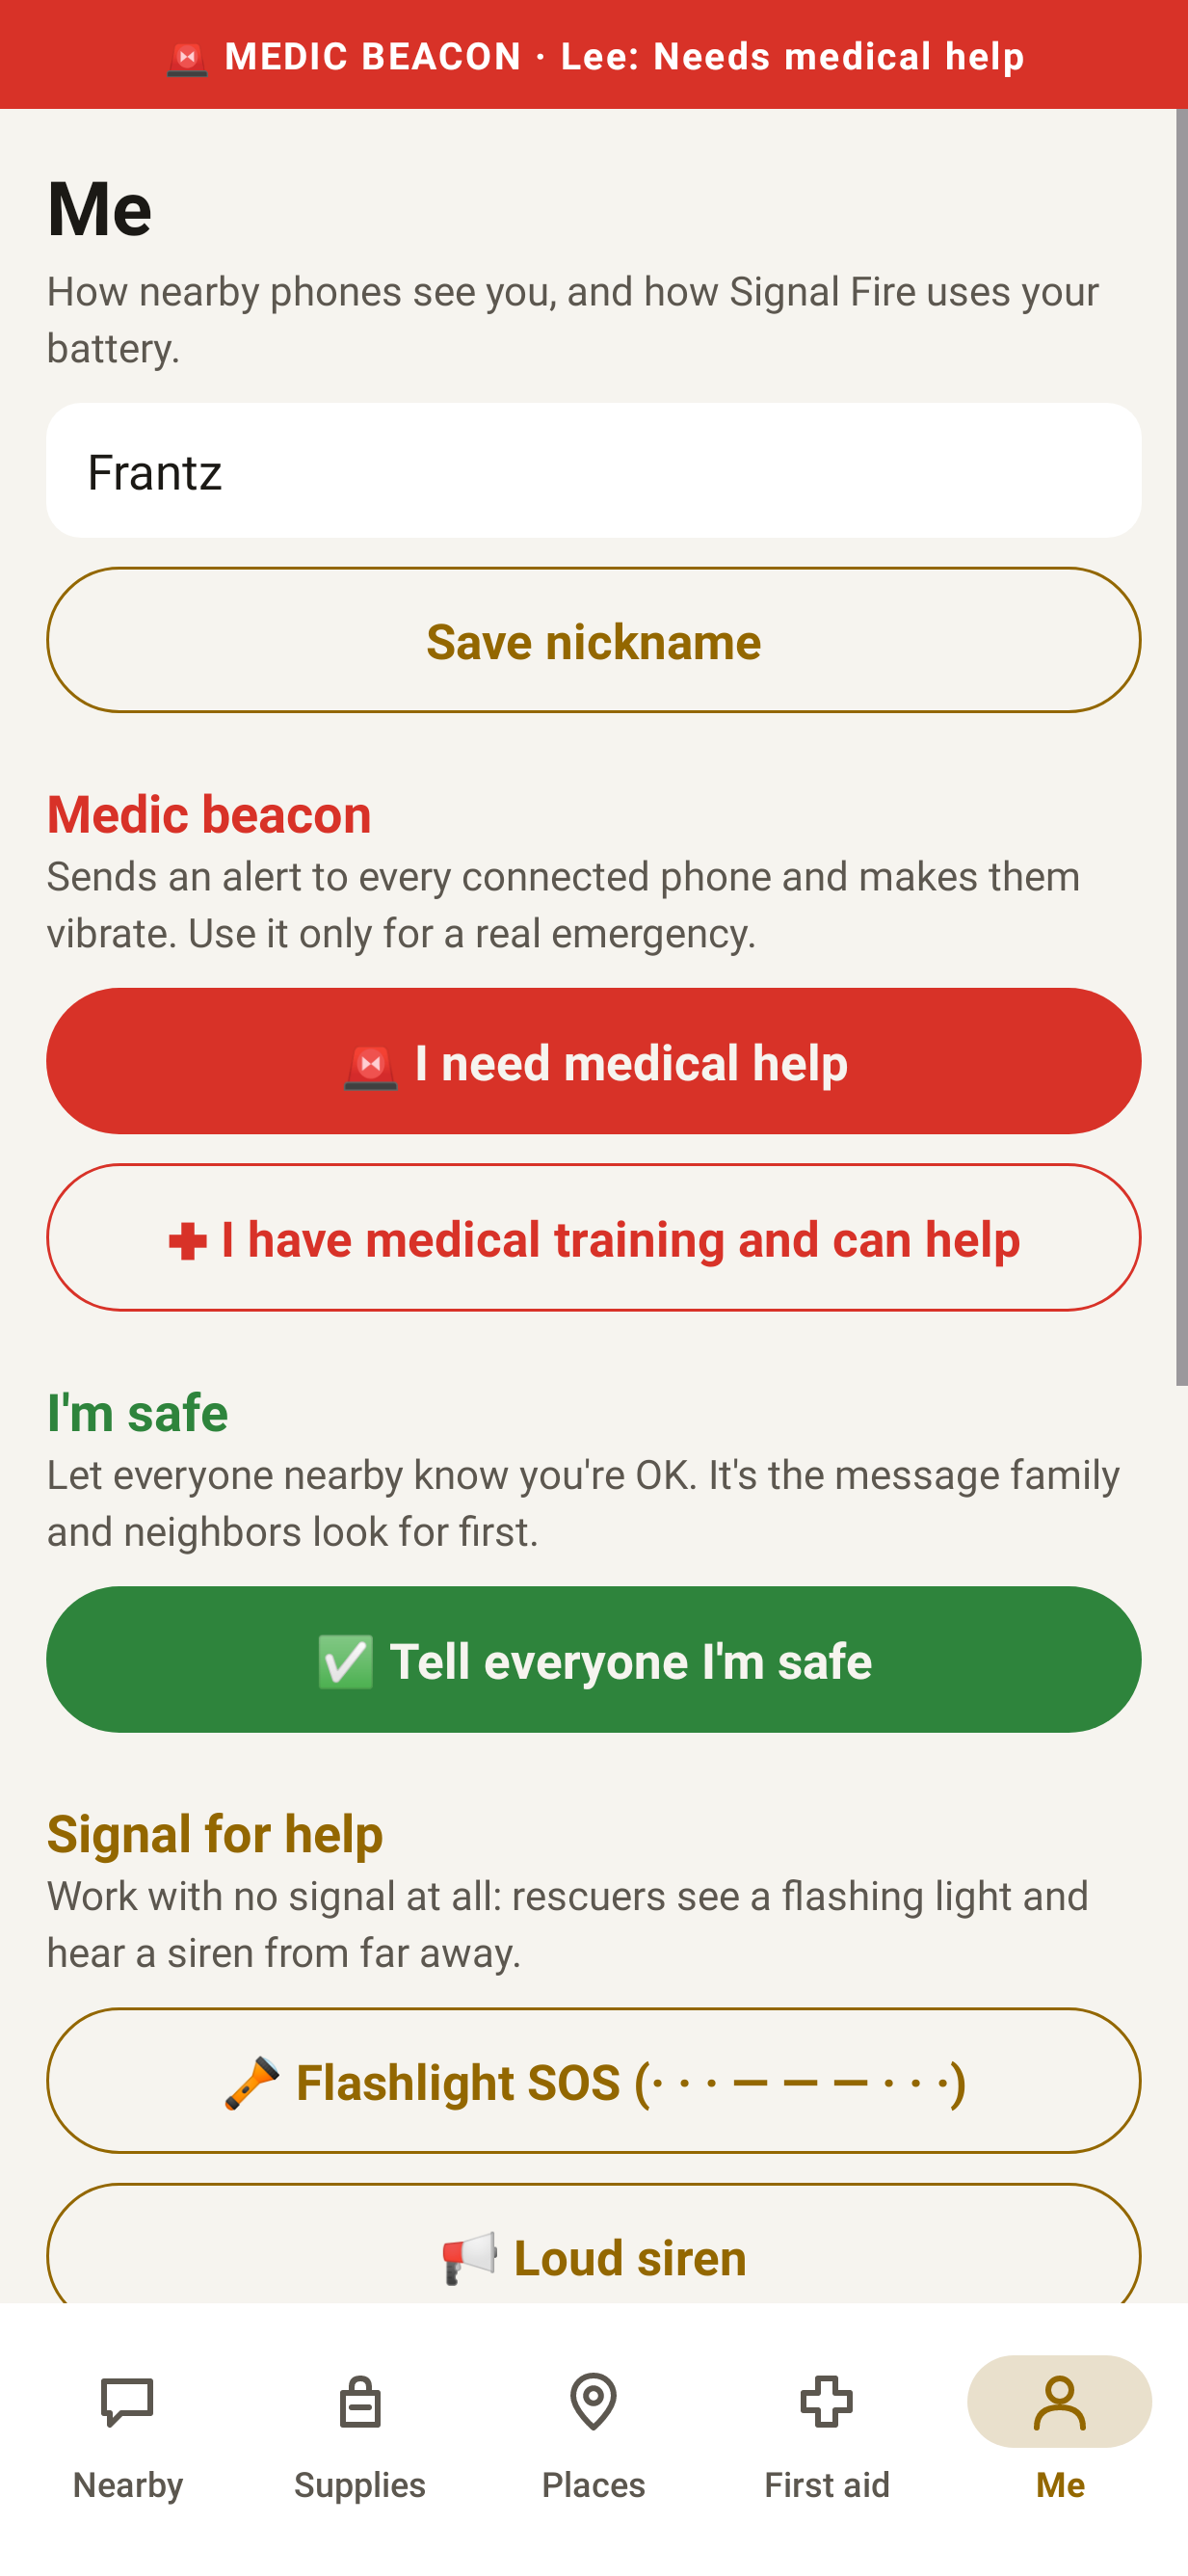 🚨 MEDIC BEACON · Lee: Needs medical help
Me
How nearby phones see you, and how Signal Fire uses your
battery.
Frantz
Save nickname
Medic beacon
Sends an alert to every connected phone and makes them
vibrate. Use it only for a real emergency.
🚨 I need medical help
✚ I have medical training and can help
I'm safe
Let everyone nearby know you're OK. It's the message family
and neighbors look for first.
✅ Tell everyone I'm safe
Signal for help
Work with no signal at all: rescuers see a flashing light and
hear a siren from far away.
🔦 Flashlight SOS (· · · — — — · · ·)
📢 Loud siren
Nearby
Supplies
Places
First aid
Me